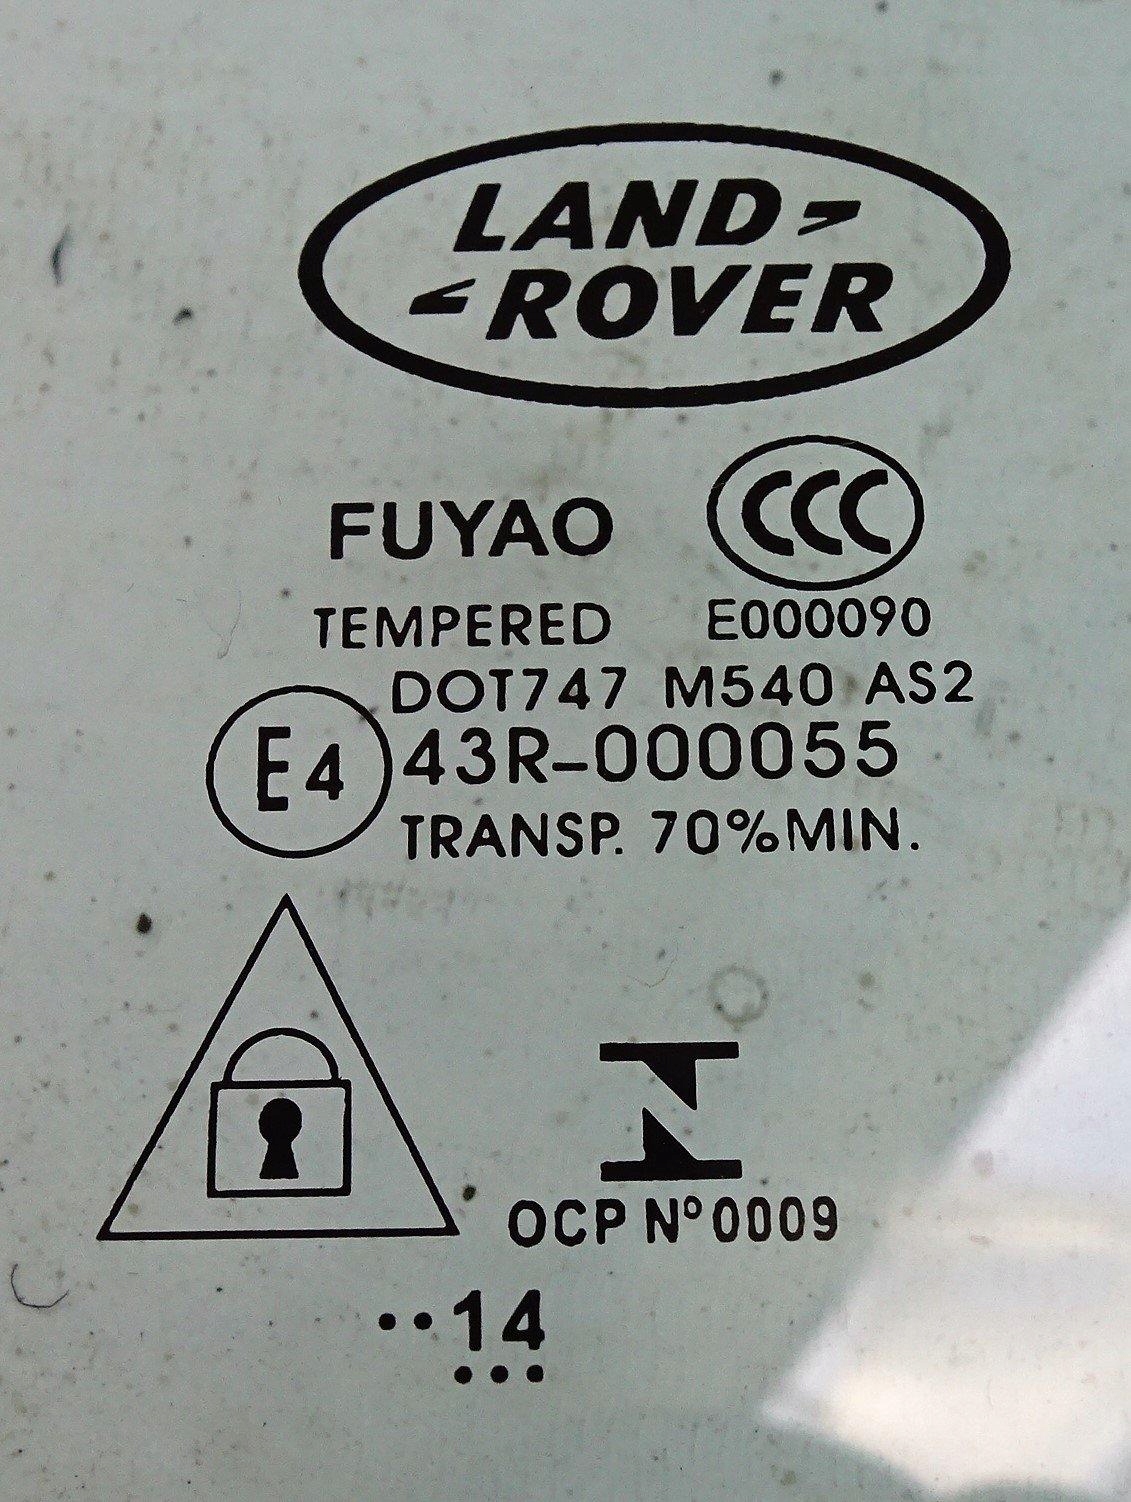 LAND
ROVER
FUYAO CCC
TEMPERED E000090
DOT747 M540 AS2
E4 43R-000055
TRANSP. 70%MIN.
OCP Nº0009
..14
...